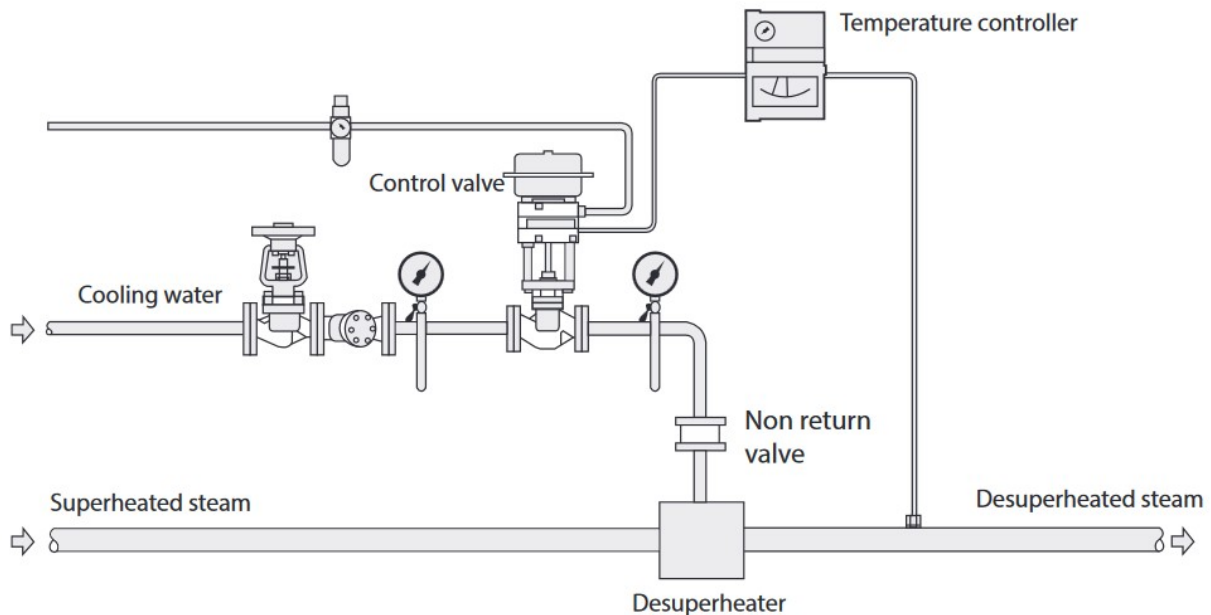 Temperature controller
Control valve
Cooling water
Non return
valve
Superheated steam
Desuperheated steam
Desuperheater